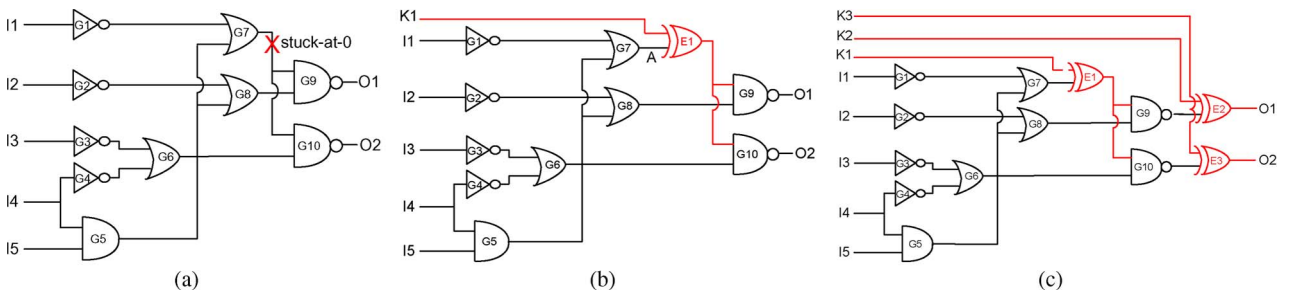 I1
G1
G7
stuck-at-0
I2
G2
G8
G9
O1
I3
G3
G6
G10
O2
G4
I4
I5
G5
(a)
K1
I1
G1
G7
E1
A
I2
G2
G8
G9
O1
I3
G3
G6
G10
O2
G4
I4
I5
G5
(b)
K3
K2
K1
I1
G1
G7
E1
I2
G2
G8
G9
E2
O1
I3
G3
G6
G10
E3
O2
G4
I4
I5
G5
(c)